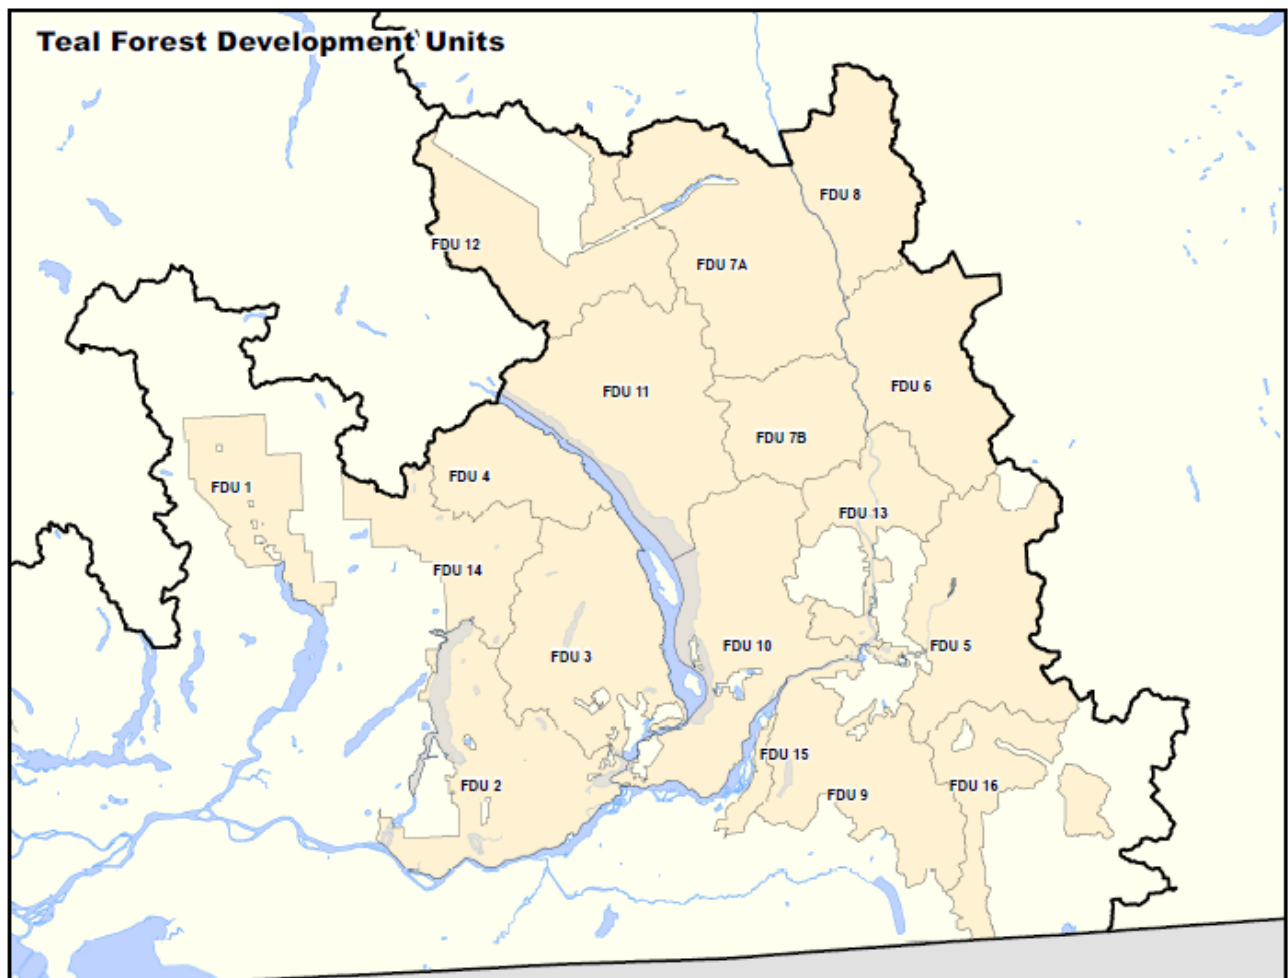 Teal Forest Development Units
FDU 8
FDU 12
FDU 7A
FDU 6
FDU 11
FDU 7B
FDU 4
FDU 1
FDU 13
FDU 14
FDU 10
FDU 5
FDU 3
FDU 15
FDU 2
FDU 16
FDU 9